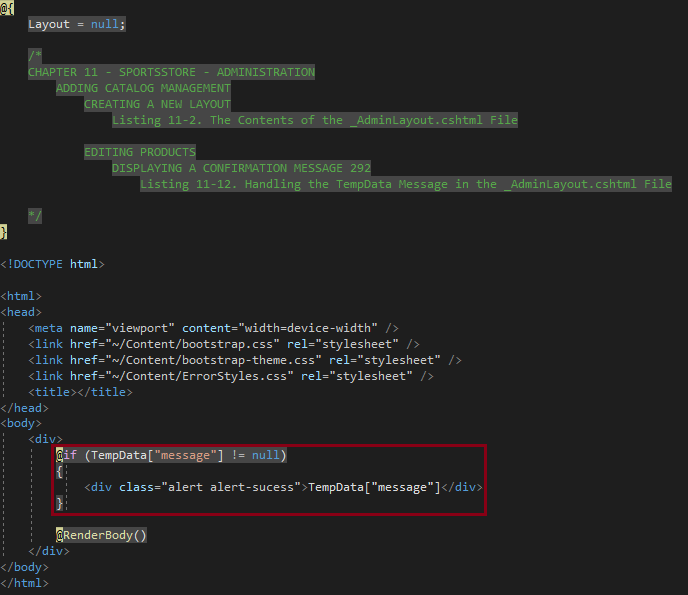 @{
Layout = null;
/*
CHAPTER 11 - SPORTSSTORE - ADMINISTRATION
ADDING CATALOG MANAGEMENT
CREATING A NEW LAYOUT
Listing 11-2. The Contents of the _AdminLayout.cshtml File
EDITING PRODUCTS
DISPLAYING A CONFIRMATION MESSAGE 292
Listing 11-12. Handling the TempData Message in the _AdminLayout.cshtml File
*/
}
<!DOCTYPE html>
<html>
<head>
<meta name="viewport" content="width=device-width" />
<link href="~/Content/bootstrap.css" rel="stylesheet" />
<link href="~/Content/bootstrap-theme.css" rel="stylesheet" />
<link href="~/Content/ErrorStyles.css" rel="stylesheet" />
<title></title>
</head>
<body>
<div>
@if (TempData["message"] != null)
{
<div class="alert alert-sucess">TempData["message"]</div>
}
@RenderBody()
</div>
</body>
</html>